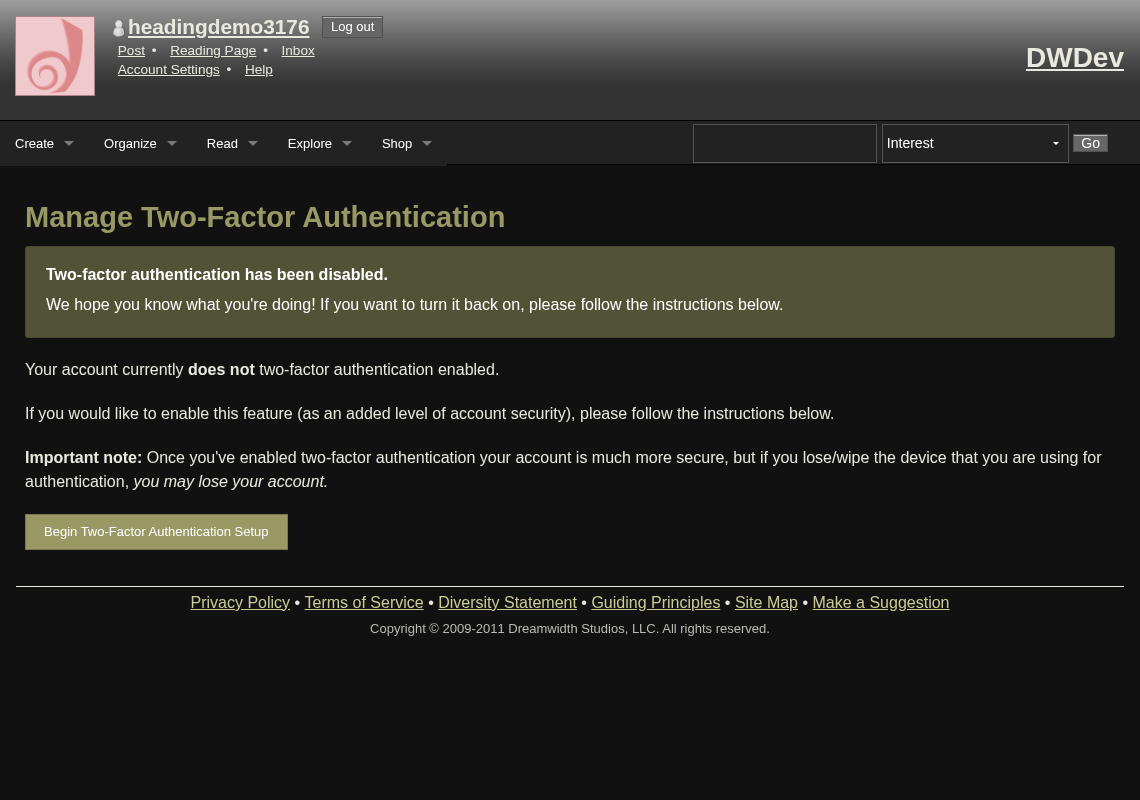 headingdemo3176 Log out
Post • Reading Page • Inbox
Account Settings • Help
DWDev
Create Organize Read Explore Shop Interest Go
Manage Two-Factor Authentication
Two-factor authentication has been disabled.
We hope you know what you're doing! If you want to turn it back on, please follow the instructions below.
Your account currently does not two-factor authentication enabled.
If you would like to enable this feature (as an added level of account security), please follow the instructions below.
Important note: Once you've enabled two-factor authentication your account is much more secure, but if you lose/wipe the device that you are using for
authentication, you may lose your account.
Begin Two-Factor Authentication Setup
Privacy Policy • Terms of Service • Diversity Statement • Guiding Principles • Site Map • Make a Suggestion
Copyright © 2009-2011 Dreamwidth Studios, LLC. All rights reserved.